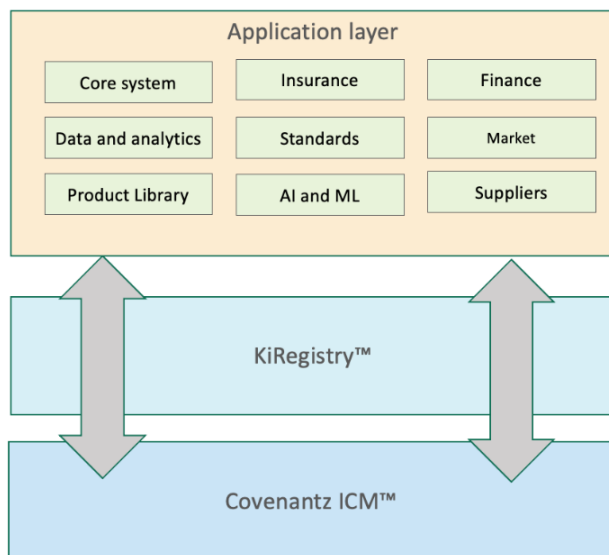 Application layer
Core system
Insurance
Finance
Data and analytics
Standards
Market
Product Library
AI and ML
Suppliers
KiRegistry™
Covenantz ICM™